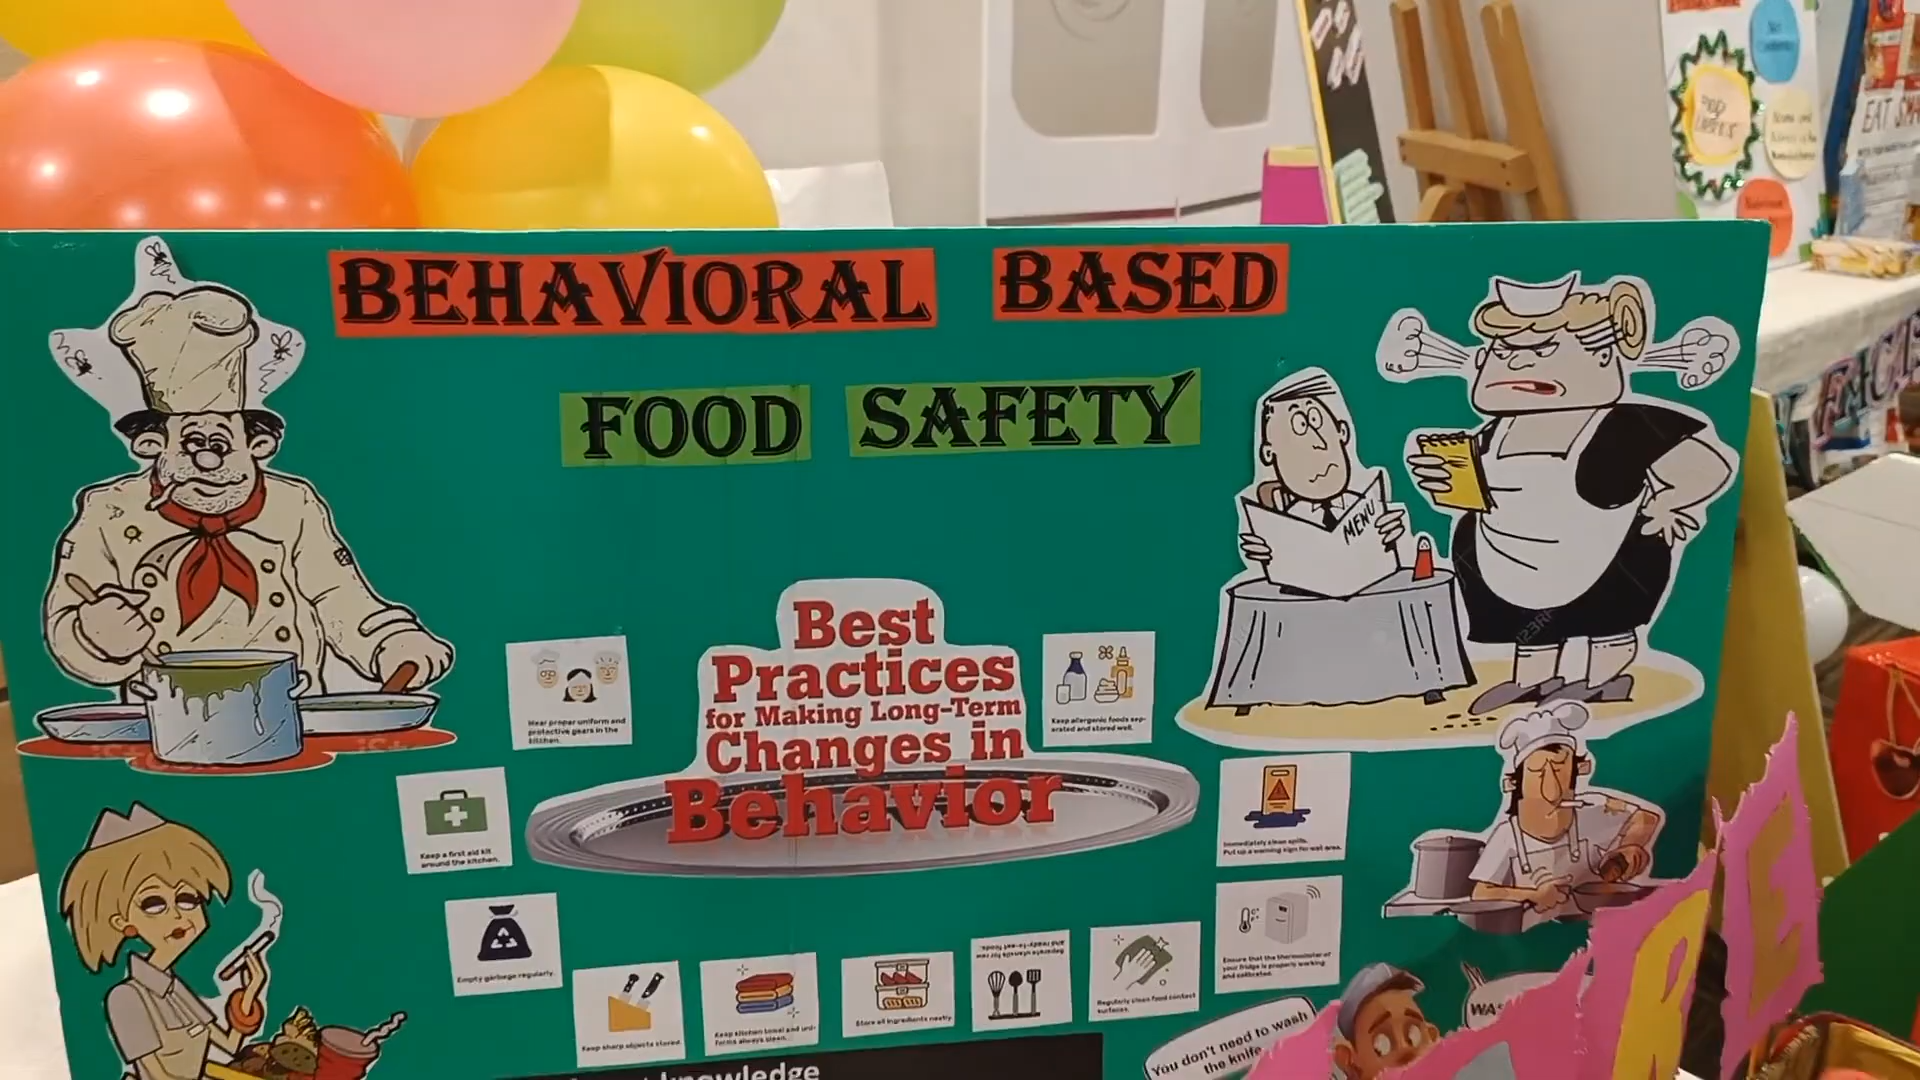 BEHAVIORAL BASED
FOOD SAFETY
MENU
Best
Practices
for Making Long-Term
Changes in
Behavior
Wear proper uniform and
protective gears in the
kitchen.
Keep allergenic foods sep-
arated and stored well.
Keep a first aid kit
around the kitchen.
Immediately clean spills.
Put up a warning sign for wet area.
Empty garbage regularly.
Ensure that the thermometer of
your fridge is properly working
and calibrated.
Keep sharp objects stored.
Keep kitchen towel and uni-
forms always clean.
Store all ingredients neatly.
Separate utensils for raw
and ready-to-eat foods.
Regularly clean food contact
surfaces.
You don't need to wash
the knife
knowledge
123RF
EAT